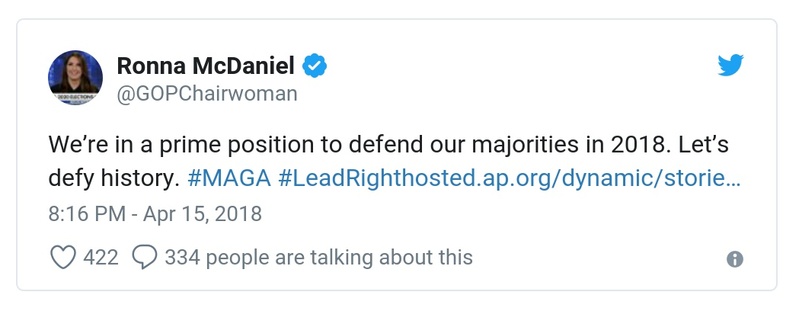 Ronna McDaniel
@GOPChairwoman
We’re in a prime position to defend our majorities in 2018. Let’s
defy history. #MAGA #LeadRighthosted.ap.org/dynamic/storie…
8:16 PM - Apr 15, 2018
422 334 people are talking about this